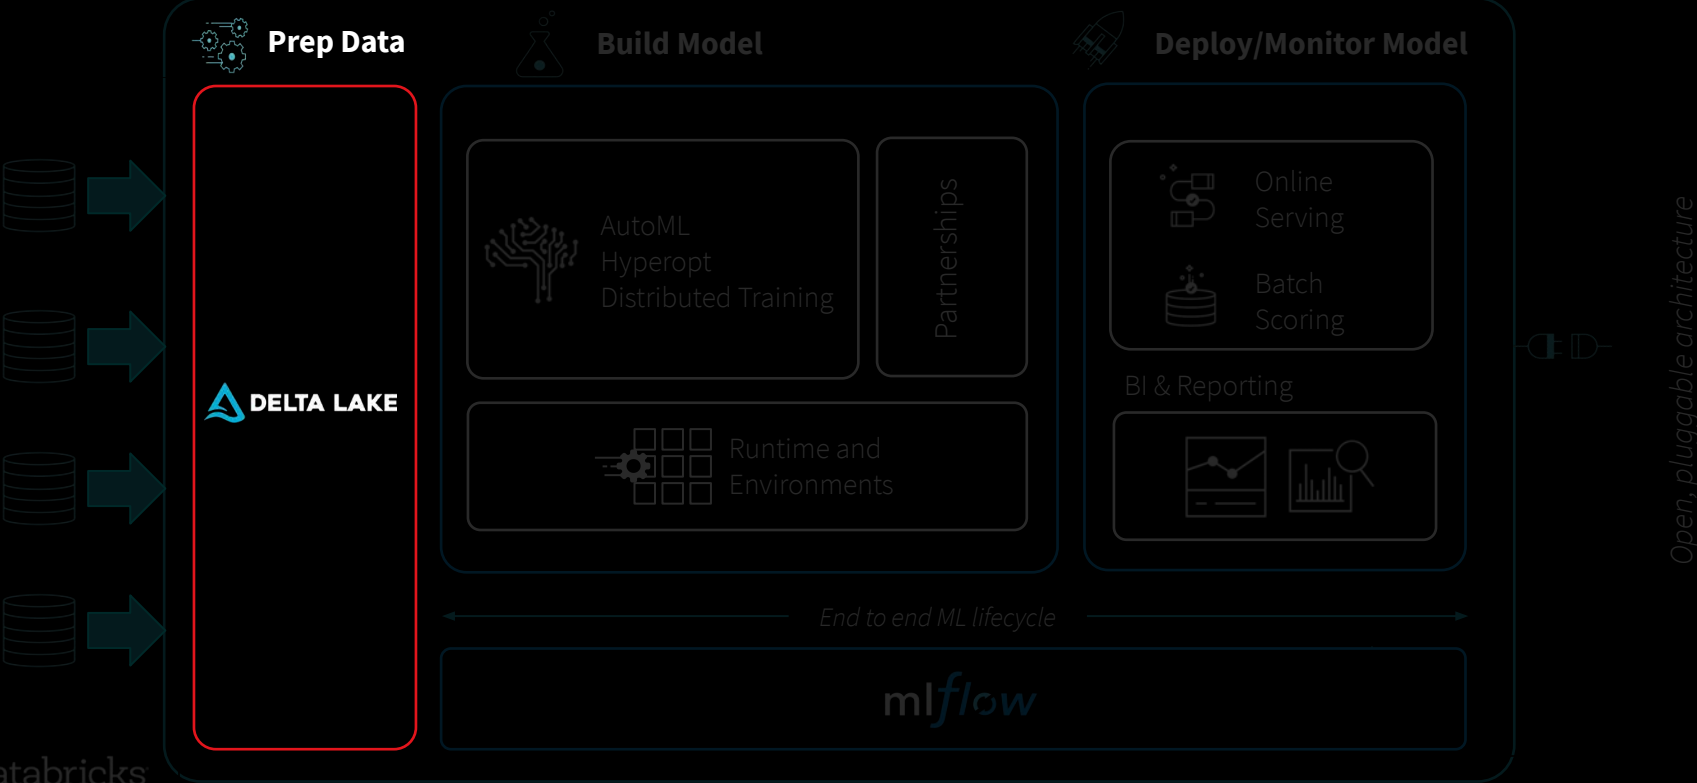 Prep Data
Build Model
Deploy/Monitor Model
DELTA LAKE
AutoML
Hyperopt
Distributed Training
Partnerships
Runtime and
Environments
Online
Serving
Batch
Scoring
BI & Reporting
End to end ML lifecycle
mlflow
Open, pluggable architecture
atabricks